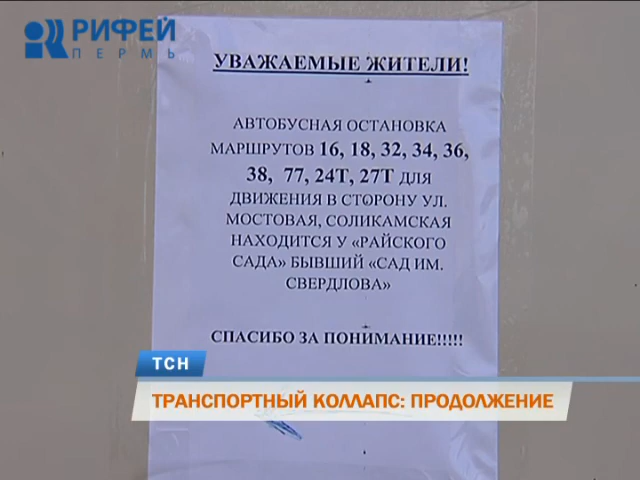 РИФЕЙ
ПЕРМЬ
УВАЖАЕМЫЕ ЖИТЕЛИ!
АВТОБУСНАЯ ОСТАНОВКА
МАРШРУТОВ 16, 18, 32, 34, 36,
38, 77, 24Т, 27Т ДЛЯ
ДВИЖЕНИЯ В СТОРОНУ УЛ.
МОСТОВАЯ, СОЛИКАМСКАЯ
НАХОДИТСЯ У «РАЙСКОГО
САДА» БЫВШИЙ «САД ИМ.
СВЕРДЛОВА»
СПАСИБО ЗА ПОНИМАНИЕ!!!!!
ТСН
ТРАНСПОРТНЫЙ КОЛЛАПС: ПРОДОЛЖЕНИЕ